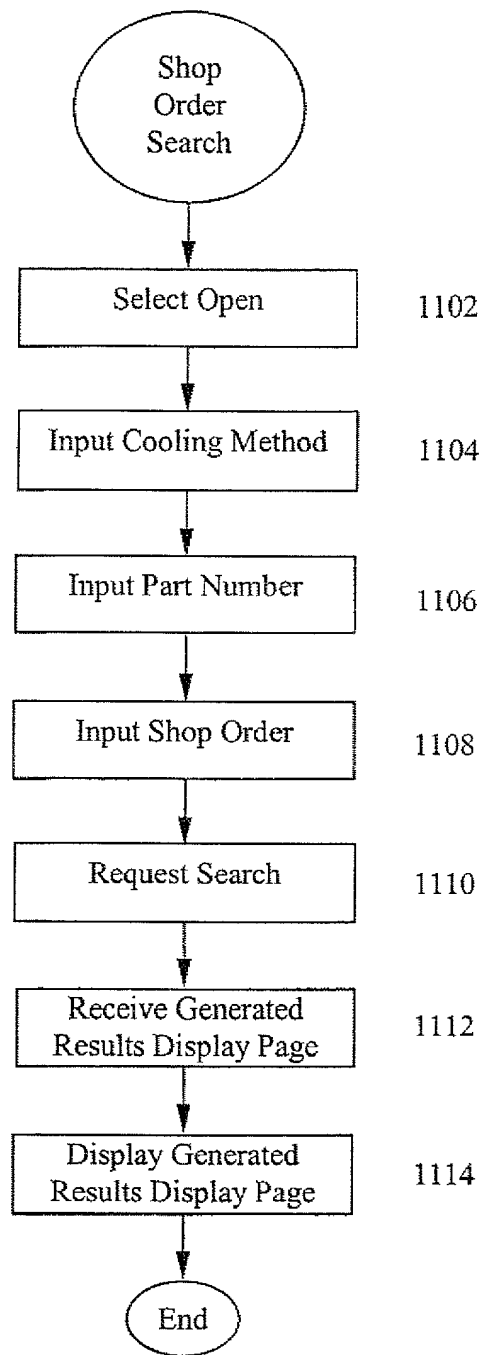 Shop
Order
Search
Select Open
1102
Input Cooling Method
1104
Input Part Number
1106
Input Shop Order
1108
Request Search
1110
Receive Generated
Results Display Page
1112
Display Generated
Results Display Page
1114
End